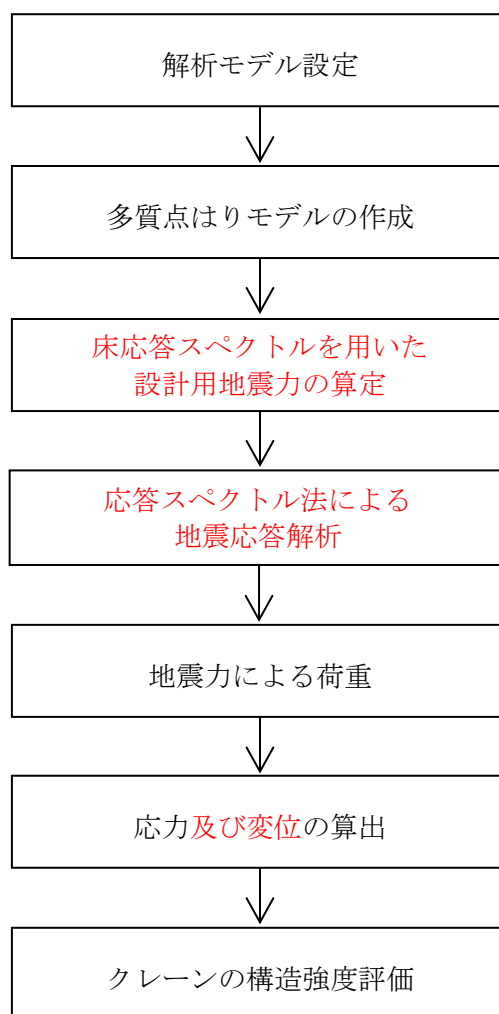 解析モデル設定
多質点はりモデルの作成
床応答スペクトルを用いた
設計用地震力の算定
応答スペクトル法による
地震応答解析
地震力による荷重
応力及び変位の算出
クレーンの構造強度評価